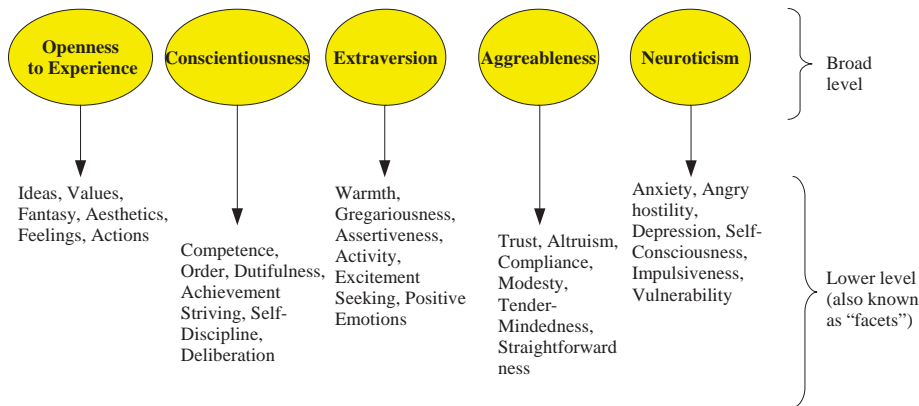 Openness
to Experience
Conscientiousness
Extraversion
Aggreableness
Neuroticism
Broad
level
Ideas, Values,
Fantasy, Aesthetics,
Feelings, Actions
Competence,
Order, Dutifulness,
Achievement
Striving, Self-
Discipline,
Deliberation
Warmth,
Gregariousness,
Assertiveness,
Activity,
Excitement
Seeking, Positive
Emotions
Trust, Altruism,
Compliance,
Modesty,
Tender-
Mindedness,
Straightforward
ness
Anxiety, Angry
hostility,
Depression, Self-
Consciousness,
Impulsiveness,
Vulnerability
Lower level
(also known
as “facets”)